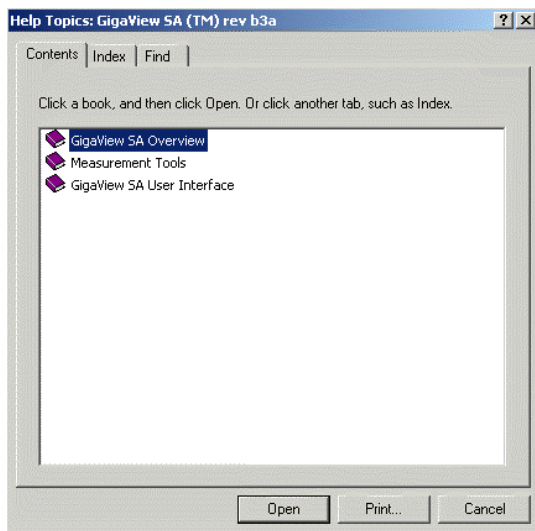 Help Topics: GigaView SA (TM) rev b3a
Contents Index Find
Click a book, and then click Open. Or click another tab, such as Index.
GigaView SA Overview
Measurement Tools
GigaView SA User Interface
Open Print... Cancel